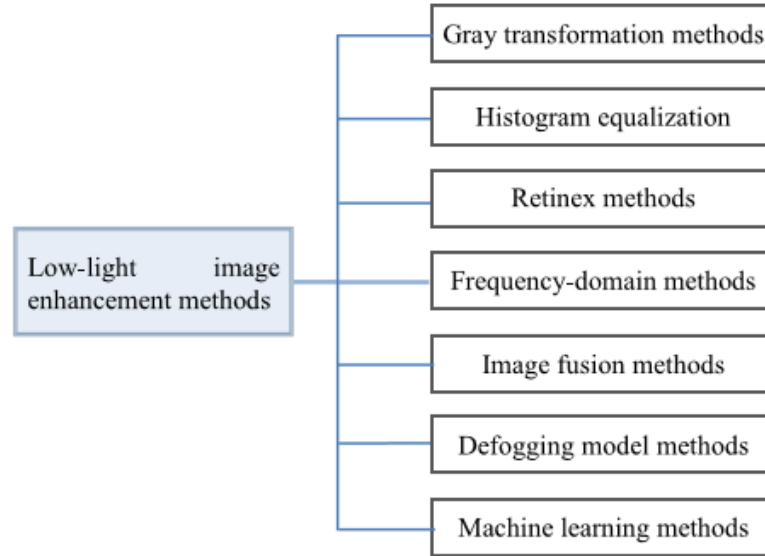 Gray transformation methods
Histogram equalization
Retinex methods
Low-light image
enhancement methods
Frequency-domain methods
Image fusion methods
Defogging model methods
Machine learning methods